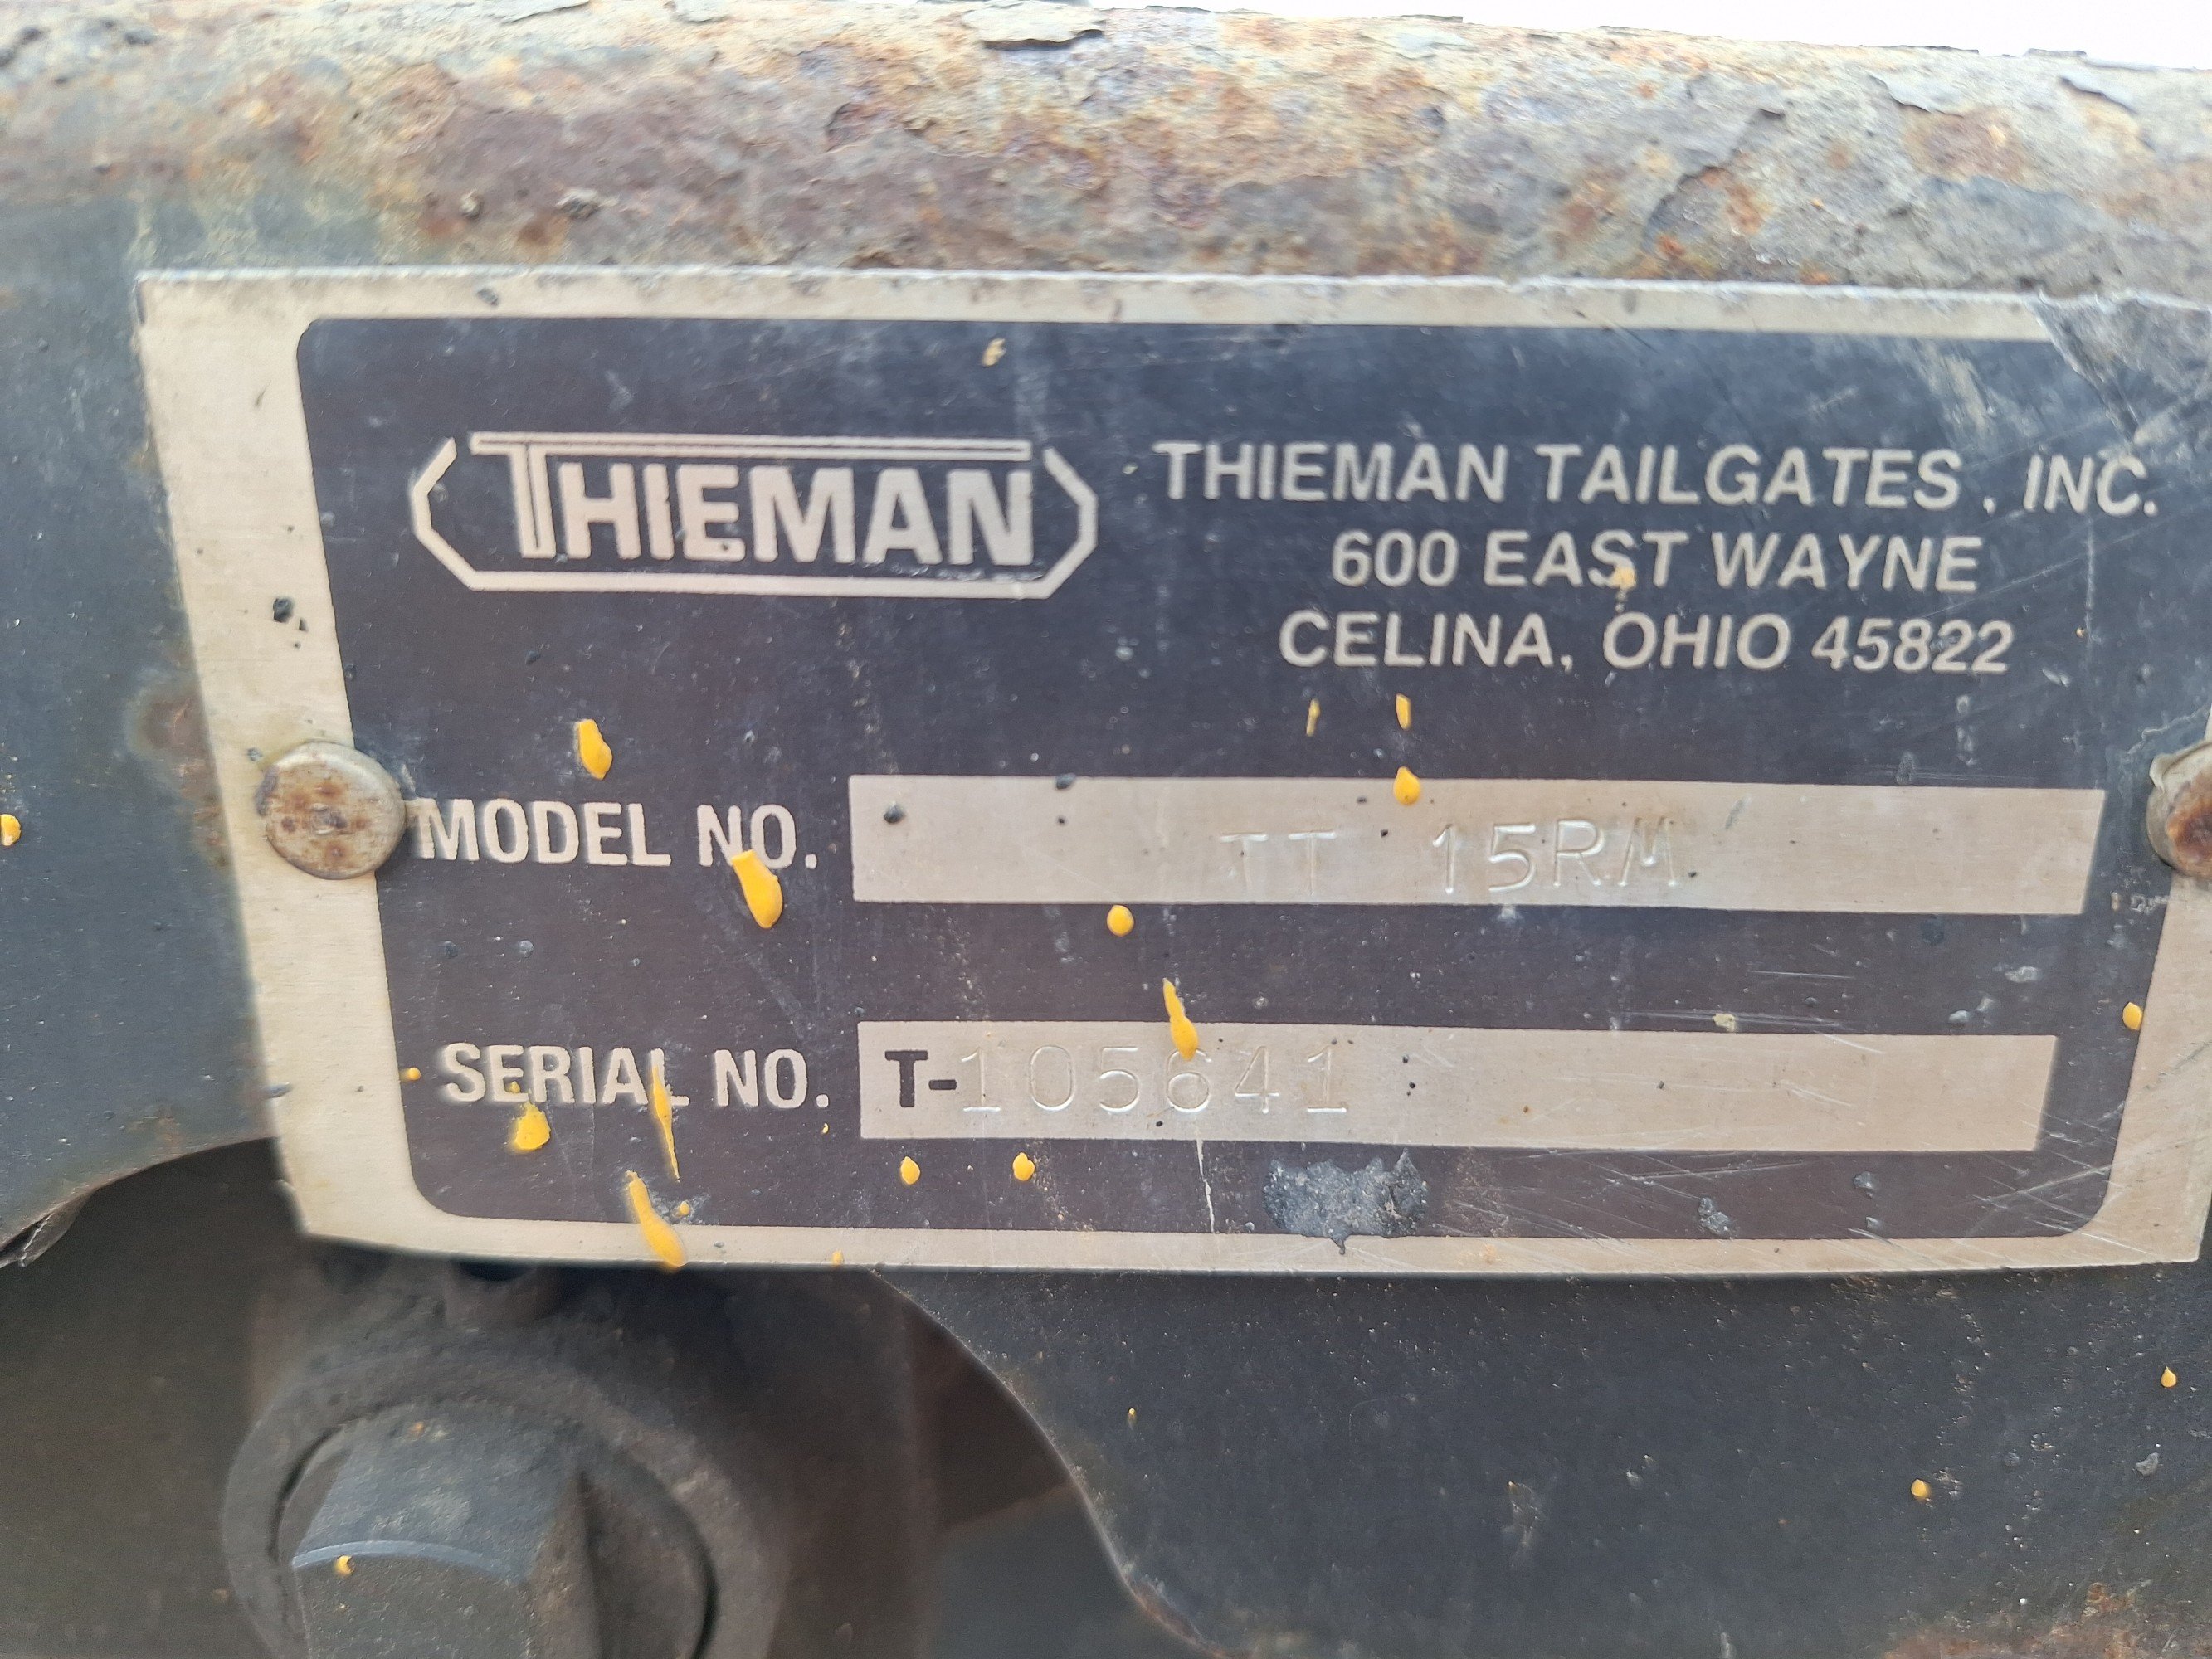 THIEMAN
THIEMAN TAILGATES, INC.
600 EAST WAYNE
CELINA, OHIO 45822
MODEL NO. TT 15RM
SERIAL NO. T-105641